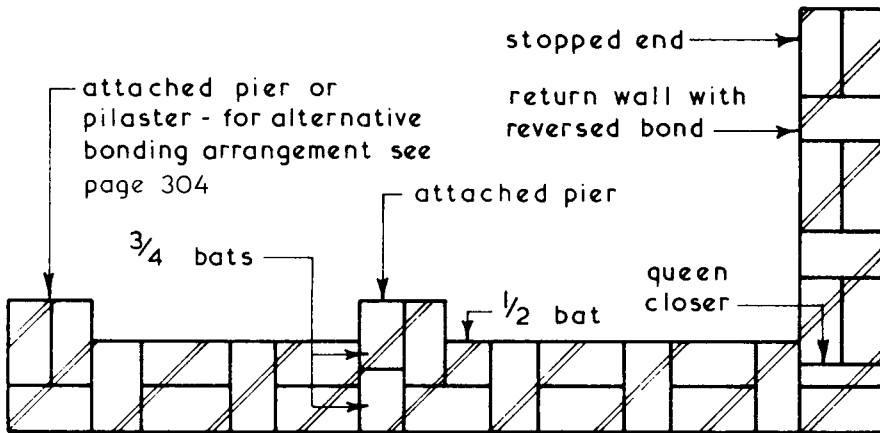 stopped end
attached pier or
pilaster - for alternative
bonding arrangement see
page 304
return wall with
reversed bond
attached pier
3/4 bats
queen
closer
1/2 bat